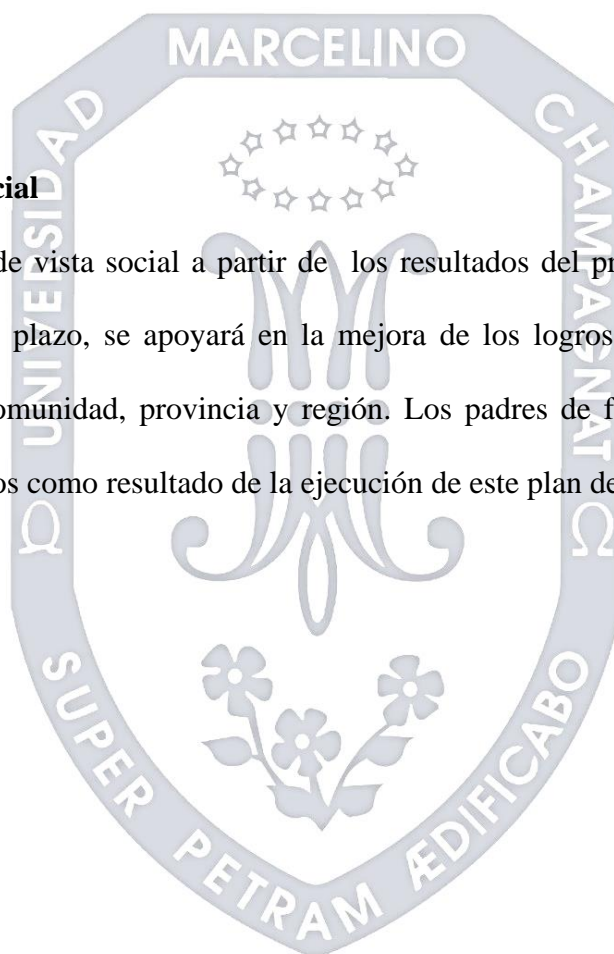 MARCELINO
CHAMPAGNAT
UNIVERSIDAD
cial
de vista social a partir de los resultados del pr
plazo, se apoyará en la mejora de los logros
omunidad, provincia y región. Los padres de f
os como resultado de la ejecución de este plan de
SUPER PETRAM ÆDIFICABO